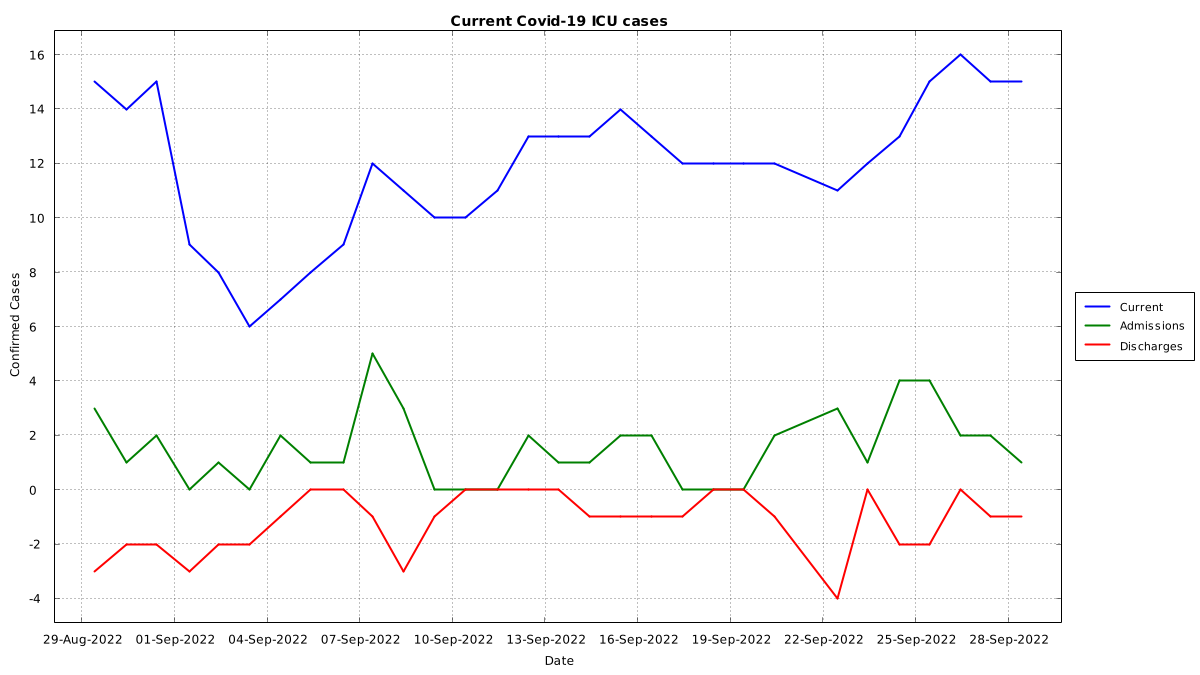 Current Covid-19 ICU cases
16
14
12
10
8
6
4
2
0
-2
-4
Confirmed Cases
29-Aug-2022 01-Sep-2022 04-Sep-2022 07-Sep-2022 10-Sep-2022 13-Sep-2022 16-Sep-2022 19-Sep-2022 22-Sep-2022 25-Sep-2022 28-Sep-2022
Date
Current
Admissions
Discharges